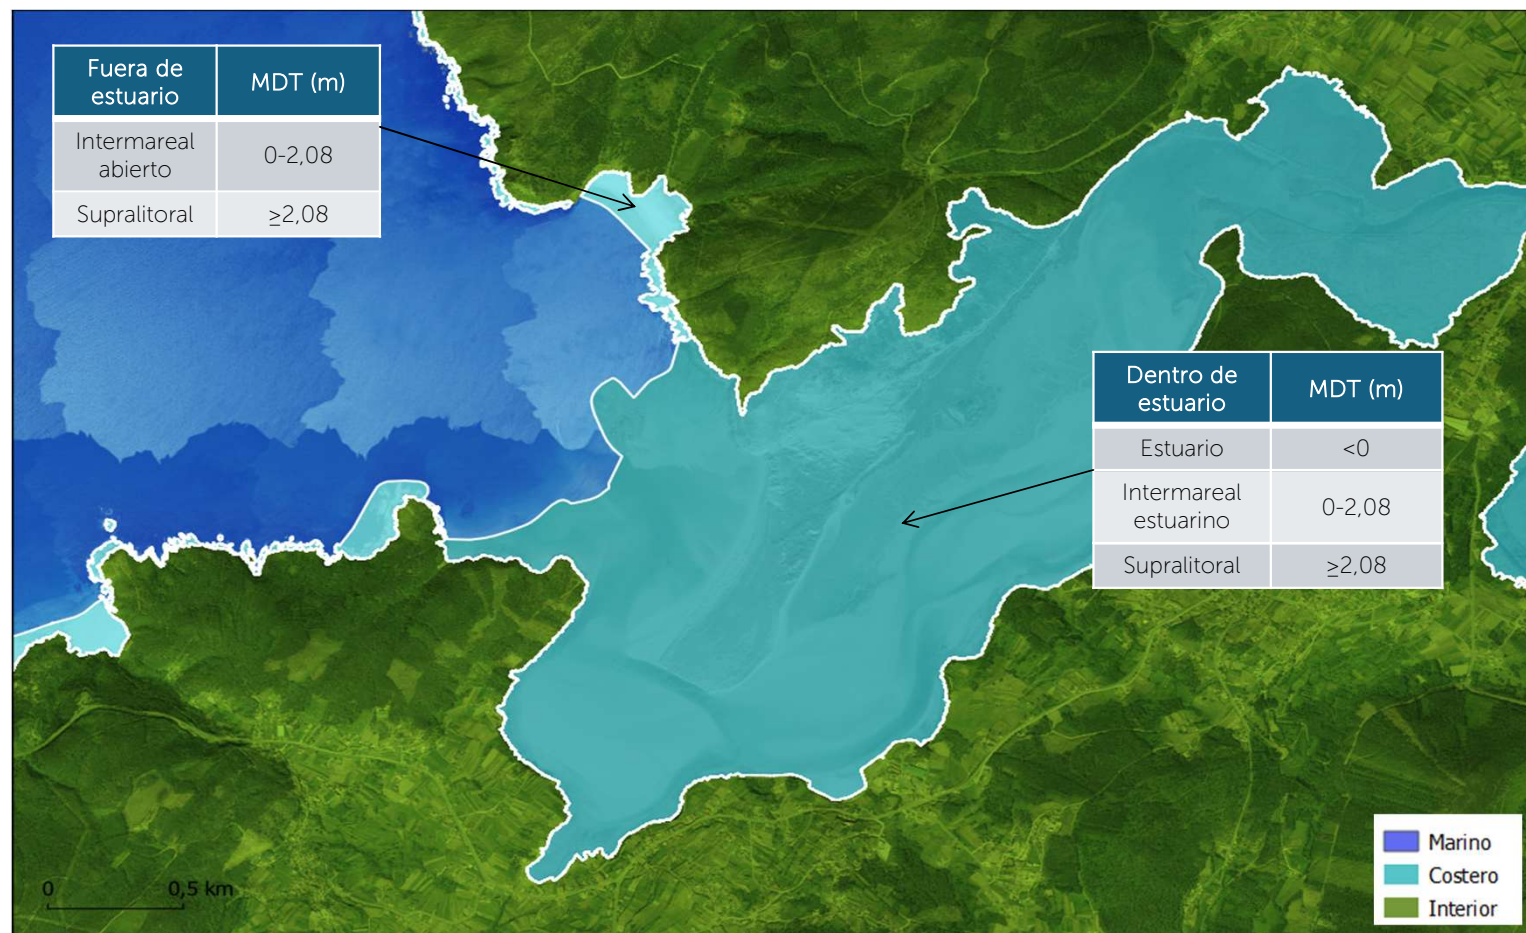 Fuera de
estuario
MDT (m)
Intermareal
abierto
0-2,08
Supralitoral
≥2,08
Dentro de
estuario
MDT (m)
Estuario
<0
Intermareal
estuarino
0-2,08
Supralitoral
≥2,08
0
0,5 km
Marino
Costero
Interior